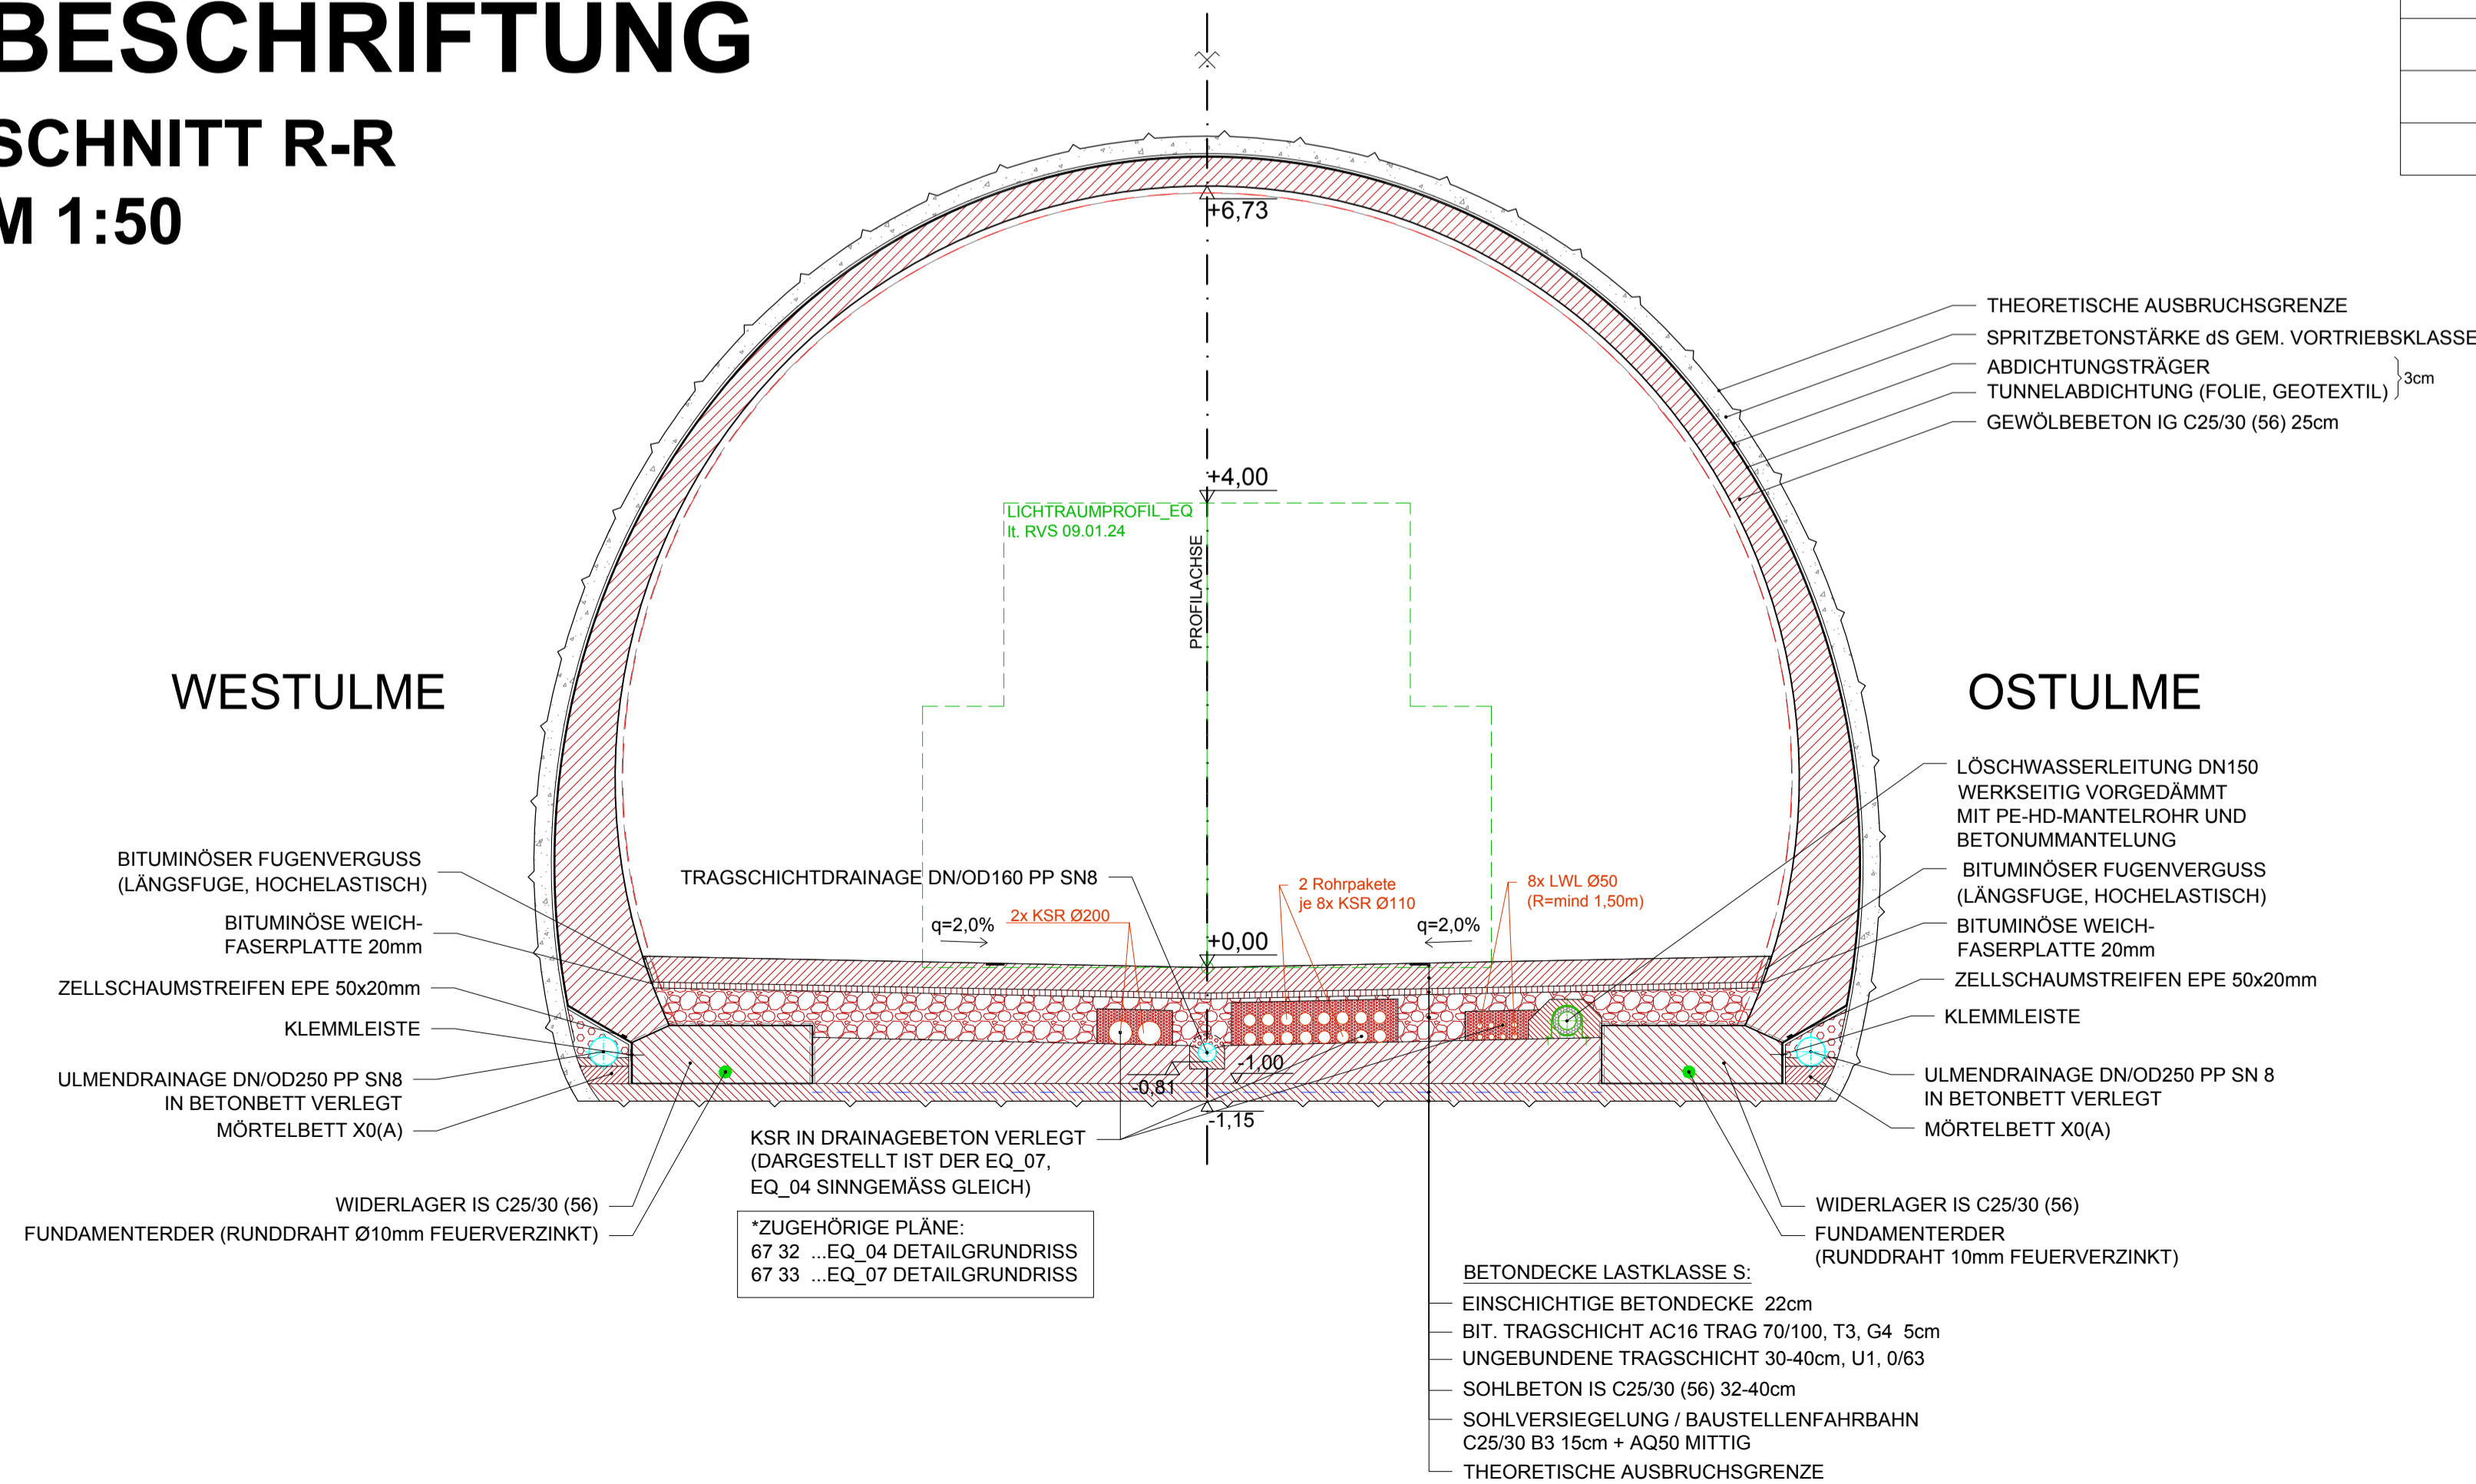 BESCHRIFTUNG
SCHNITT R-R
M 1:50
+6,73
THEORETISCHE AUSBRUCHSGRENZE
SPRITZBETONSTÄRKE dS GEM. VORTRIEBSKLASSE
ABDICHTUNGSTRÄGER
TUNNELABDICHTUNG (FOLIE, GEOTEXTIL)
3cm
GEWÖLBEBETON IG C25/30 (56) 25cm
+4,00
LICHTRAUMPROFIL_EQ
lt. RVS 09.01.24
PROFILACHSE
WESTULME
OSTULME
BITUMINÖSER FUGENVERGUSS
(LÄNGSFUGE, HOCHELASTISCH)
BITUMINÖSE WEICH-
FASERPLATTE 20mm
ZELLSCHAUMSTREIFEN EPE 50x20mm
KLEMMLEISTE
ULMENDRAINAGE DN/OD250 PP SN8
IN BETONBETT VERLEGT
MÖRTELBETT X0(A)
WIDERLAGER IS C25/30 (56)
FUNDAMENTERDER (RUNDDRAHT Ø10mm FEUERVERZINKT)
TRAGSCHICHTDRAINAGE DN/OD160 PP SN8
q=2,0%
2x KSR Ø200
+0,00
2 Rohrpakete
je 8x KSR Ø110
q=2,0%
8x LWL Ø50
(R=mind 1,50m)
-0,81
-1,00
-1,15
KSR IN DRAINAGEBETON VERLEGT
(DARGESTELLT IST DER EQ_07,
EQ_04 SINNGEMÄSS GLEICH)
*ZUGEHÖRIGE PLÄNE:
67 32 ...EQ_04 DETAILGRUNDRISS
67 33 ...EQ_07 DETAILGRUNDRISS
LÖSCHWASSERLEITUNG DN150
WERKSEITIG VORGEDÄMMT
MIT PE-HD-MANTELROHR UND
BETONUMMANTELUNG
BITUMINÖSER FUGENVERGUSS
(LÄNGSFUGE, HOCHELASTISCH)
BITUMINÖSE WEICH-
FASERPLATTE 20mm
ZELLSCHAUMSTREIFEN EPE 50x20mm
KLEMMLEISTE
ULMENDRAINAGE DN/OD250 PP SN 8
IN BETONBETT VERLEGT
MÖRTELBETT X0(A)
WIDERLAGER IS C25/30 (56)
FUNDAMENTERDER
(RUNDDRAHT 10mm FEUERVERZINKT)
BETONDECKE LASTKLASSE S:
EINSCHICHTIGE BETONDECKE 22cm
BIT. TRAGSCHICHT AC16 TRAG 70/100, T3, G4 5cm
UNGEBUNDENE TRAGSCHICHT 30-40cm, U1, 0/63
SOHLBETON IS C25/30 (56) 32-40cm
SOHLVERSIEGELUNG / BAUSTELLENFAHRBAHN
C25/30 B3 15cm + AQ50 MITTIG
THEORETISCHE AUSBRUCHSGRENZE